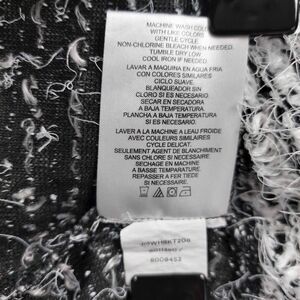 MACHINE WASH COLD
WITH LIKE COLORS
GENTLE CYCLE.
NON-CHLORINE BLEACH WHEN NEEDED.
TUMBLE DRY LOW.
COOL IRON IF NEEDED.
LAVAR A MAQUINA EN AGUA FRIA
CON COLORES SIMILARES
CICLO SUAVE.
BLANQUEADOR SIN
CLORO SI ES NECESARIO.
SECAR EN SECADORA
A BAJA TEMPERATURA.
PLANCHA A BAJA TEMPERATURA
SI ES NECESARIO.
LAVER A LA MACHINE A L'EAU FROIDE
AVEC COULEURS SIMILAIRES
CYCLE DELICAT.
SEULEMENT AGENT DE BLANCHIMENT
SANS CHLORE SI NECESSAIRE.
SECHAGE EN MACHINE
A BASSE TEMPARATURE.
REPASSER A FER TIEDE
SI NECESSAIRE.